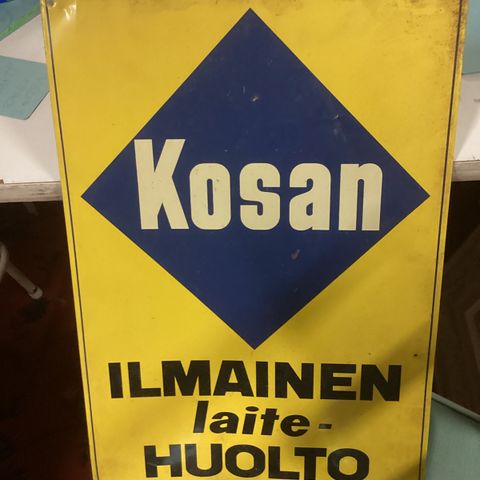 Kosan
ILMAINEN
laite-
HUOLTO